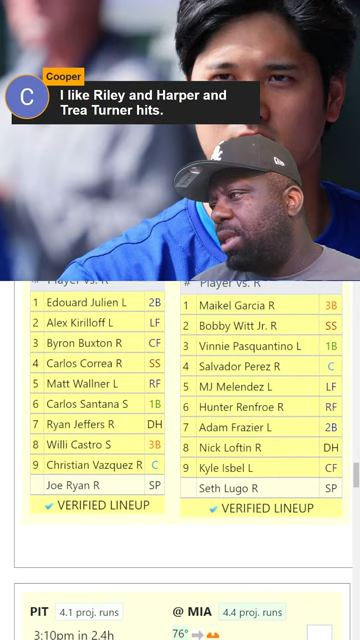 Cooper
C
I like Riley and Harper and
Trea Turner hits.
# Player vs. R
1 Edouard Julien L 2B
2 Alex Kirilloff L LF
3 Byron Buxton R CF
4 Carlos Correa R SS
5 Matt Wallner L RF
6 Carlos Santana S 1B
7 Ryan Jeffers R DH
8 Willi Castro S 3B
9 Christian Vazquez R C
Joe Ryan R SP
VERIFIED LINEUP
# Player vs. R
1 Maikel Garcia R 3B
2 Bobby Witt Jr. R SS
3 Vinnie Pasquantino L 1B
4 Salvador Perez R C
5 MJ Melendez L LF
6 Hunter Renfroe R RF
7 Adam Frazier L 2B
8 Nick Loftin R DH
9 Kyle Isbel L CF
Seth Lugo R SP
VERIFIED LINEUP
PIT 4.1 proj. runs
@ MIA 4.4 proj. runs
3:10pm in 2.4h
76°